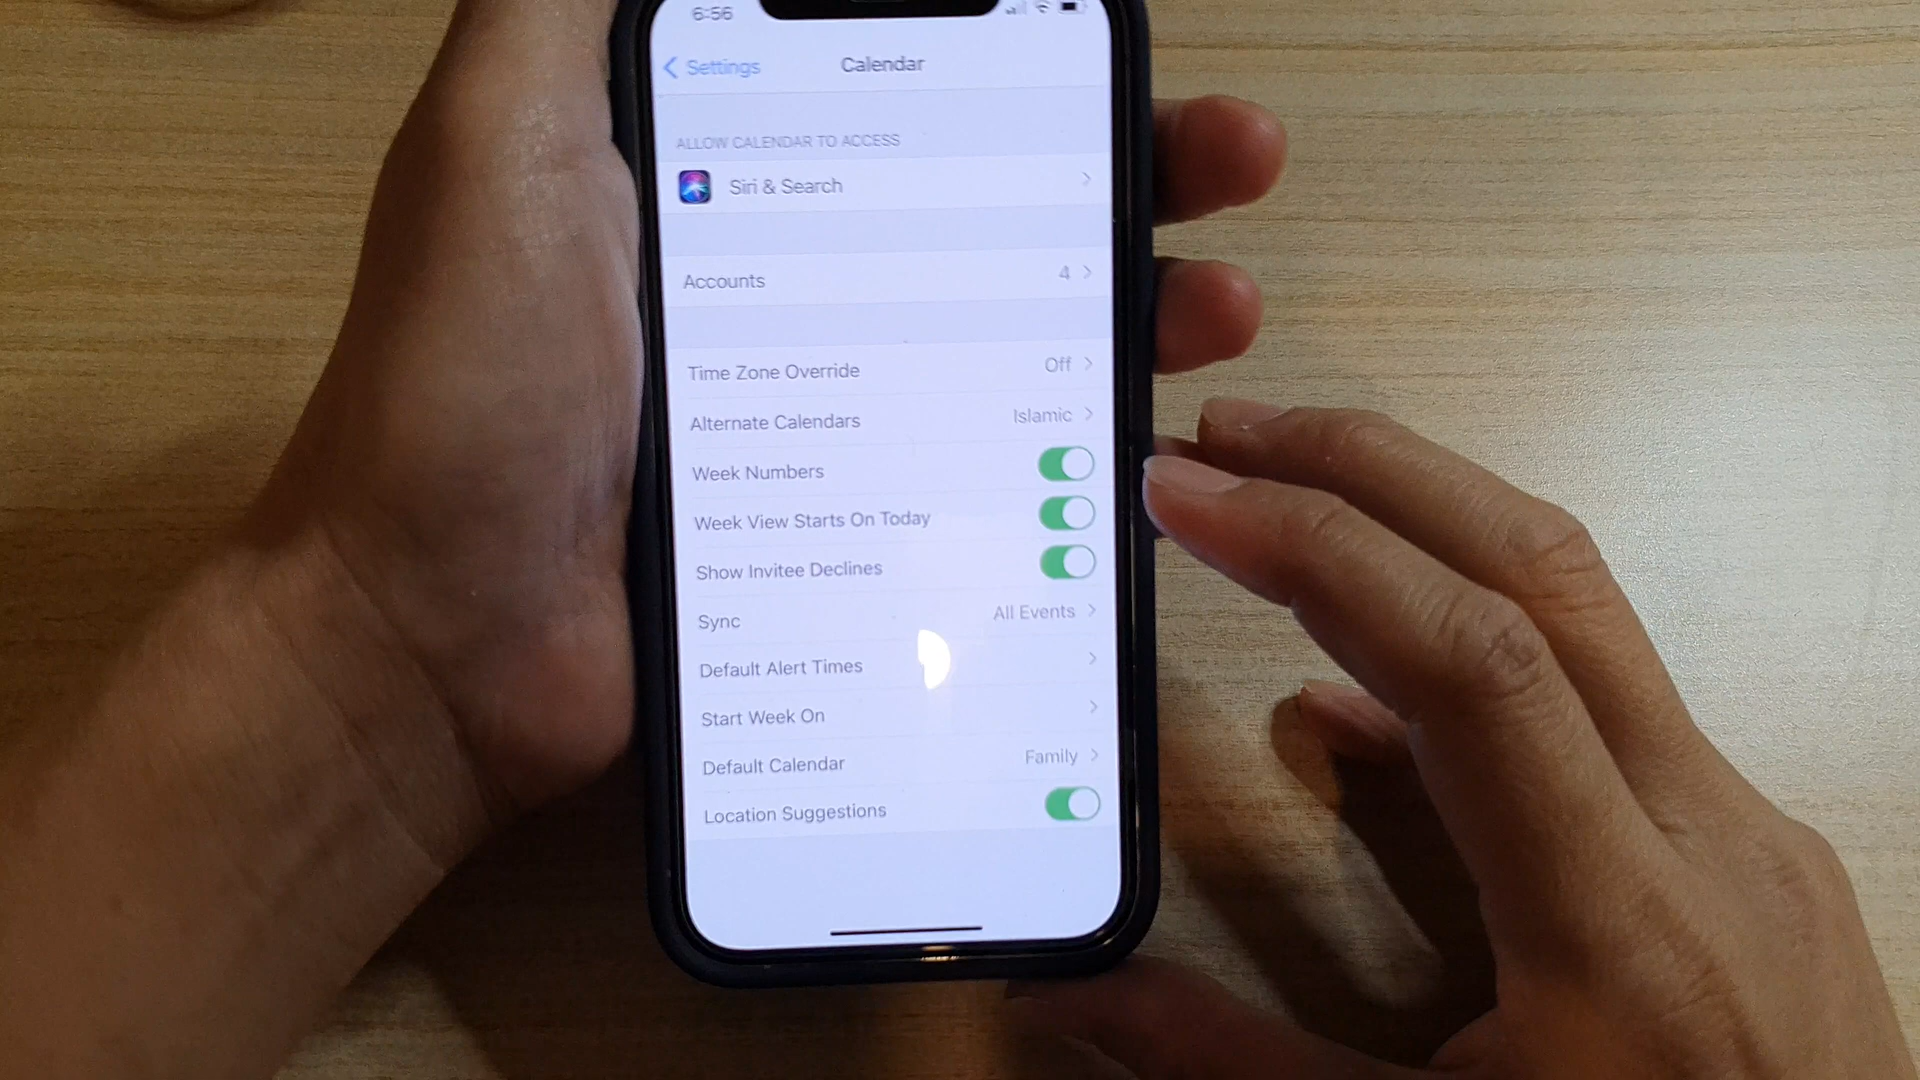 6:56
Settings
Calendar
ALLOW CALENDAR TO ACCESS
Siri & Search
Accounts 4
Time Zone Override Off
Alternate Calendars Islamic
Week Numbers
Week View Starts On Today
Show Invitee Declines
Sync All Events
Default Alert Times
Start Week On
Default Calendar Family
Location Suggestions